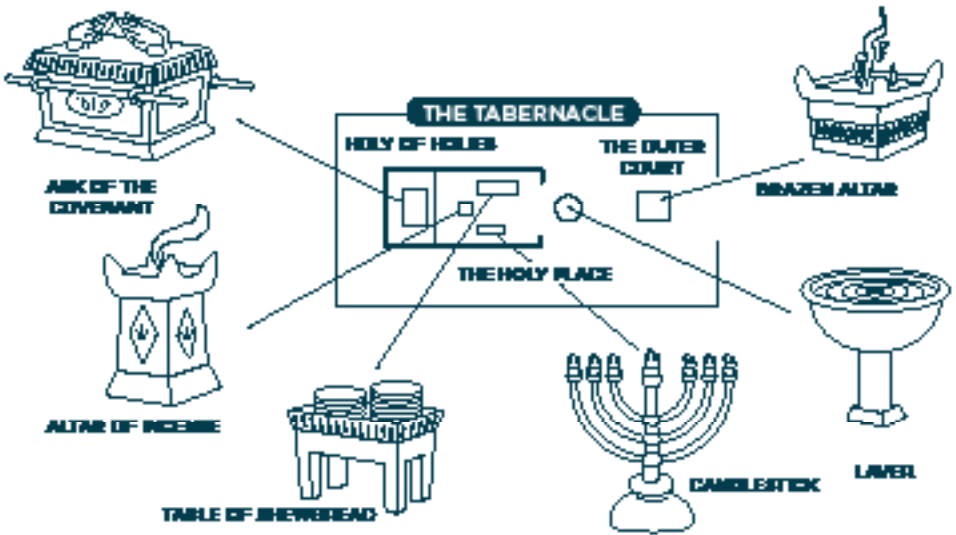 THE TABERNACLE
HOLY OF HOLIES
THE OUTER
COURT
ARK OF THE
COVENANT
BRAZEN ALTAR
THE HOLY PLACE
ALTAR OF INCENSE
TABLE OF SHEWBREAD
CANDLESTICK
LAVER